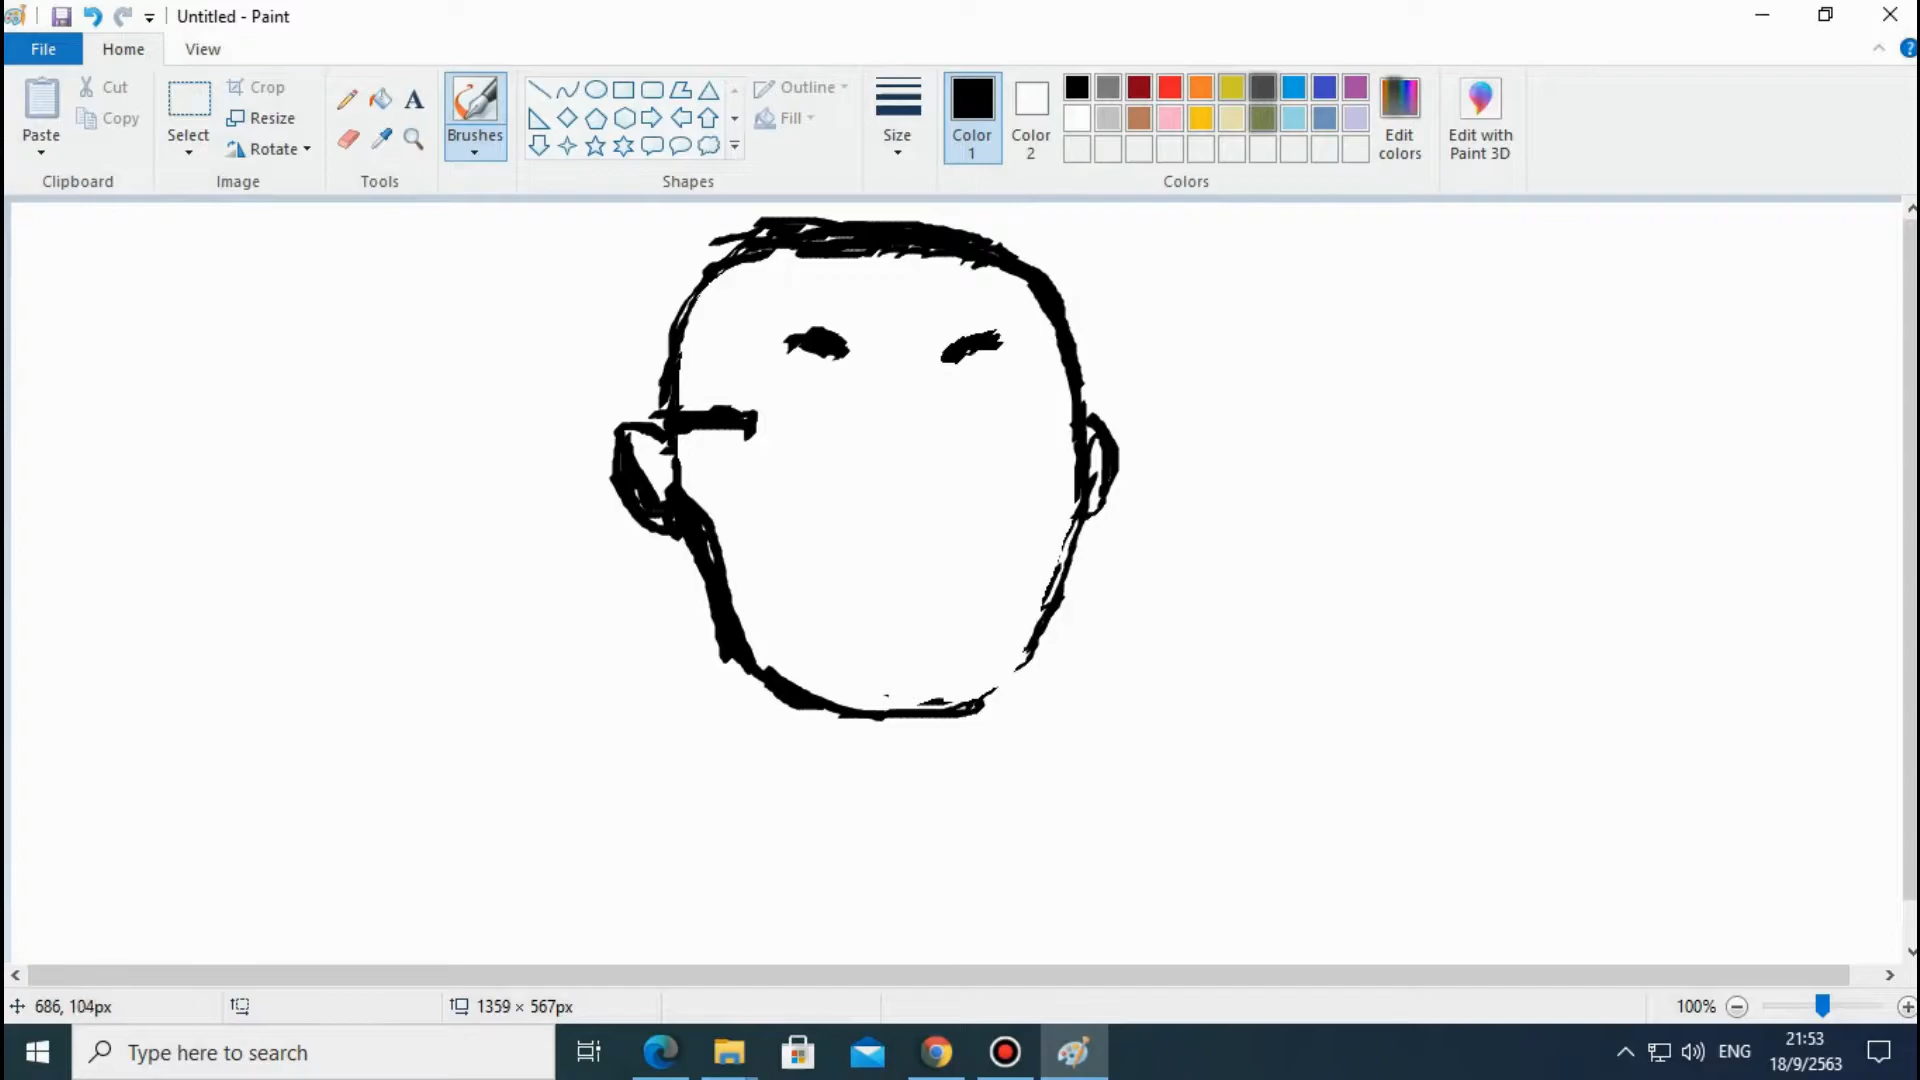 Untitled - Paint
File
Home
View
Paste
Cut
Copy
Clipboard
Select
Crop
Resize
Rotate
Image
Tools
Brushes
Shapes
Outline
Fill
Size
Color
1
Color
2
Edit
colors
Colors
Edit with
Paint 3D
686, 104px
1359 × 567px
100%
Type here to search
ENG
21:53
18/9/2563